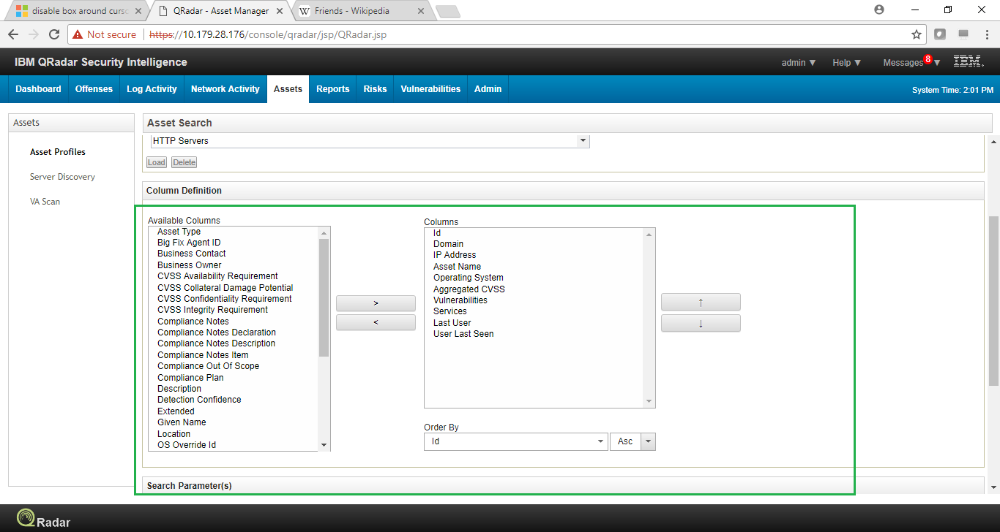 disable box around curso
QRadar - Asset Manager
Friends - Wikipedia
Not secure https://10.179.28.176/console/qradar/jsp/QRadar.jsp
IBM QRadar Security Intelligence
admin ▼ Help ▼ Messages 8 ▼ IBM.
Dashboard Offenses Log Activity Network Activity Assets Reports Risks Vulnerabilities Admin System Time: 2:01 PM
Assets
Asset Profiles
Server Discovery
VA Scan
Asset Search
HTTP Servers
Load Delete
Column Definition
Available Columns
Asset Type
Big Fix Agent ID
Business Contact
Business Owner
CVSS Availability Requirement
CVSS Collateral Damage Potential
CVSS Confidentiality Requirement
CVSS Integrity Requirement
Compliance Notes
Compliance Notes Declaration
Compliance Notes Description
Compliance Notes Item
Compliance Out Of Scope
Compliance Plan
Description
Detection Confidence
Extended
Given Name
Location
OS Override Id
>
<
Columns
Id
Domain
IP Address
Asset Name
Operating System
Aggregated CVSS
Vulnerabilities
Services
Last User
User Last Seen
↑
↓
Order By
Id Asc
Search Parameter(s)
QRadar